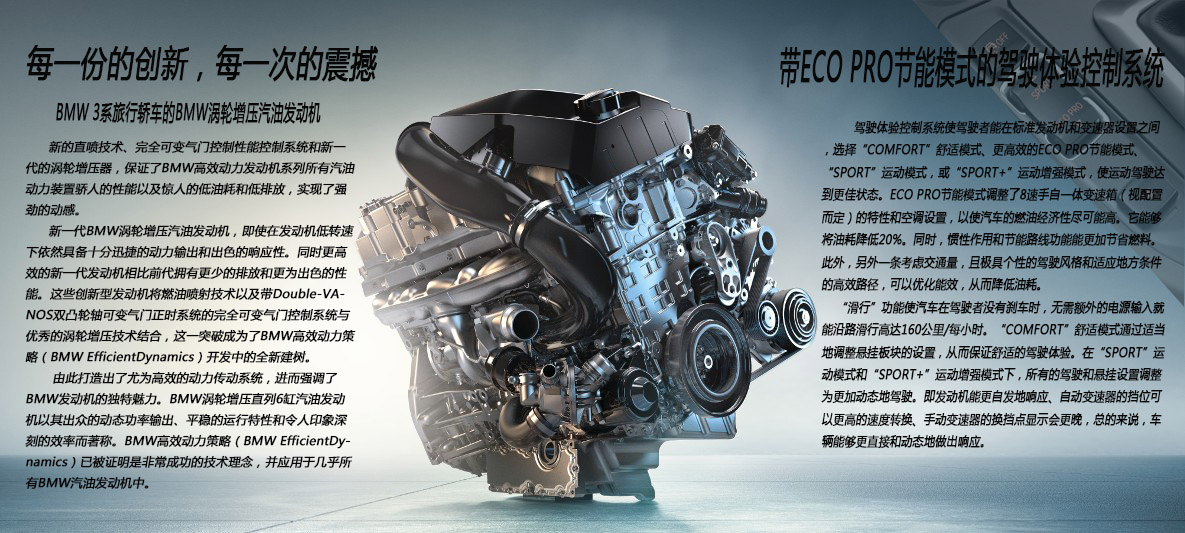 每一份的创新，每一次的震撼
BMW 3系旅行轿车的BMW涡轮增压汽油发动机
新的直喷技术、完全可变气门控制性能控制系统和新一
代的涡轮增压器，保证了BMW高效动力发动机系列所有汽油
动力装置骄人的性能以及惊人的低油耗和低排放，实现了强
劲的动感。
新一代BMW涡轮增压汽油发动机，即使在发动机低转速
下依然具备十分迅捷的动力输出和出色的响应性。同时更高
效的新一代发动机相比前代拥有更少的排放和更为出色的性
能。这些创新型发动机将燃油喷射技术以及带Double-VA-
NOS双凸轮轴可变气门正时系统的完全可变气门控制系统与
优秀的涡轮增压技术结合，这一突破成为了BMW高效动力策
略（BMW EfficientDynamics）开发中的全新建树。
由此打造出了尤为高效的动力传动系统，进而强调了
BMW发动机的独特魅力。BMW涡轮增压直列6缸汽油发动
机以其出众的动态功率输出、平稳的运行特性和令人印象深
刻的效率而著称。BMW高效动力策略（BMW EfficientDy-
namics）已被证明是非常成功的技术理念，并应用于几乎所
有BMW汽油发动机中。
带ECO PRO节能模式的驾驶体验控制系统
驾驶体验控制系统使驾驶者能在标准发动机和变速器设置之间
，选择“COMFORT”舒适模式、更高效的ECO PRO节能模式、
“SPORT”运动模式，或“SPORT+”运动增强模式，使运动驾驶达
到更佳状态。ECO PRO节能模式调整了8速手自一体变速箱（视配置
而定）的特性和空调设置，以使汽车的燃油经济性尽可能高。它能够
将油耗降低20%。同时，惯性作用和节能路线功能能更加节省燃料。
此外，另外一条考虑交通量，且极具个性的驾驶风格和适应地方条件
的高效路径，可以优化能效，从而降低油耗。
“滑行”功能使汽车在驾驶者没有刹车时，无需额外的电源输入就
能沿路滑行高达160公里/每小时。“COMFORT”舒适模式通过适当
地调整悬挂板块的设置，从而保证舒适的驾驶体验。在“SPORT”运
动模式和“SPORT+”运动增强模式下，所有的驾驶和悬挂设置调整
为更加动态地驾驶。即发动机能更自发地响应、自动变速器的挡位可
以更高的速度转换、手动变速器的换挡点显示会更晚，总的来说，车
辆能够更直接和动态地做出响应。